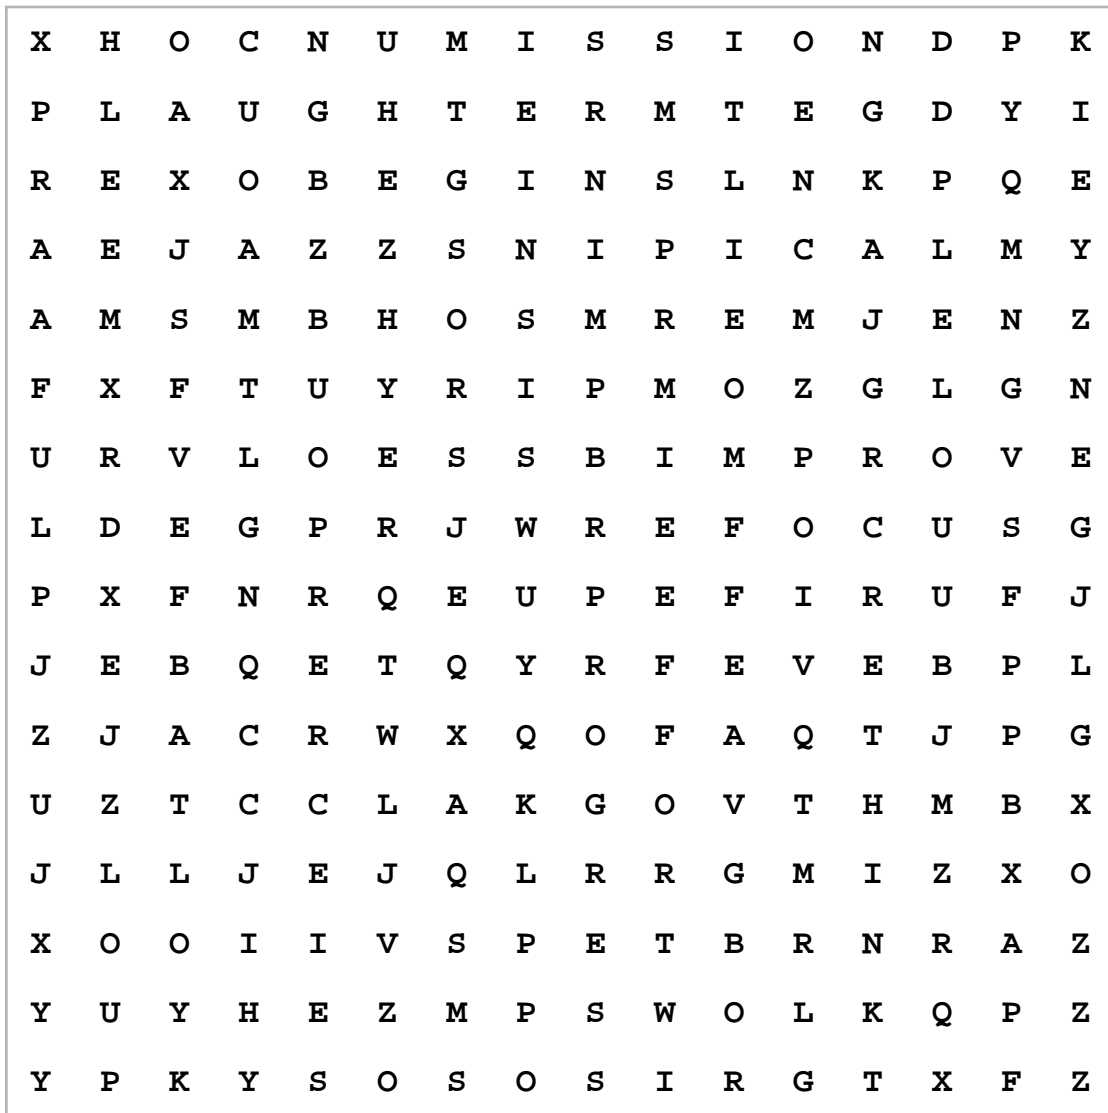 X H O C N U M I S S I O N D P K
P L A U G H T E R M T E G D Y I
R E X O B E G I N S L N K P Q E
A E J A Z Z S N I P I C A L M Y
A M S M B H O S M R E M J E N Z
F X F T U Y R I P M O Z G L G N
U R V L O E S S B I M P R O V E
L D E G P R J W R E F O C U S G
P X F N R Q E U P E F I R U F J
J E B Q E T Q Y R F E V E B P L
Z J A C R W X Q O F A Q T J P G
U Z T C C L A K G O V T H M B X
J L L J E J Q L R R G M I Z X O
X O O I I V S P E T B R N R A Z
Y U Y H E Z M P S W O L K Q P Z
Y P K Y S O S O S I R G T X F Z